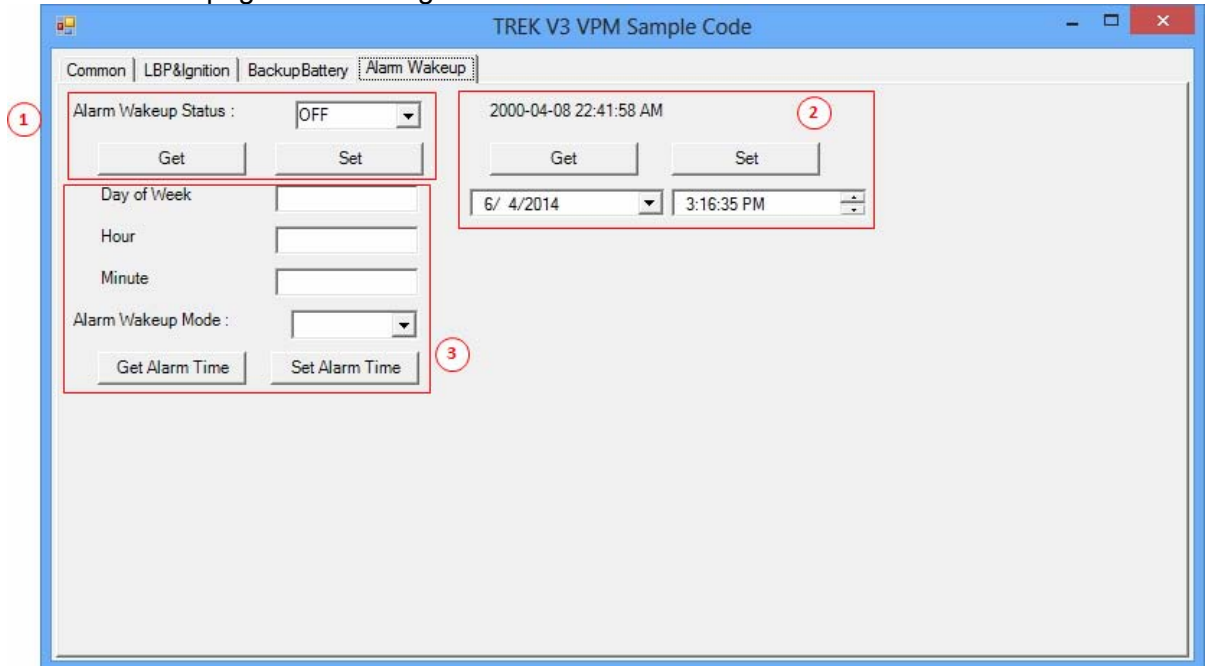 TREK V3 VPM Sample Code
Common LBP&Ignition BackupBattery Alarm Wakeup
1
Alarm Wakeup Status : OFF
Get Set
2000-04-08 22:41:58 AM
2
Get Set
6/ 4/2014 3:16:35 PM
Day of Week
Hour
Minute
Alarm Wakeup Mode :
3
Get Alarm Time Set Alarm Time